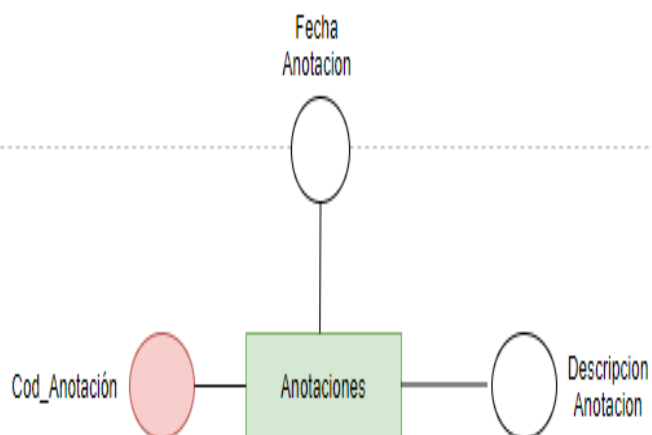 Fecha
Anotacion
Cod_Anotación
Anotaciones
Descripcion
Anotacion